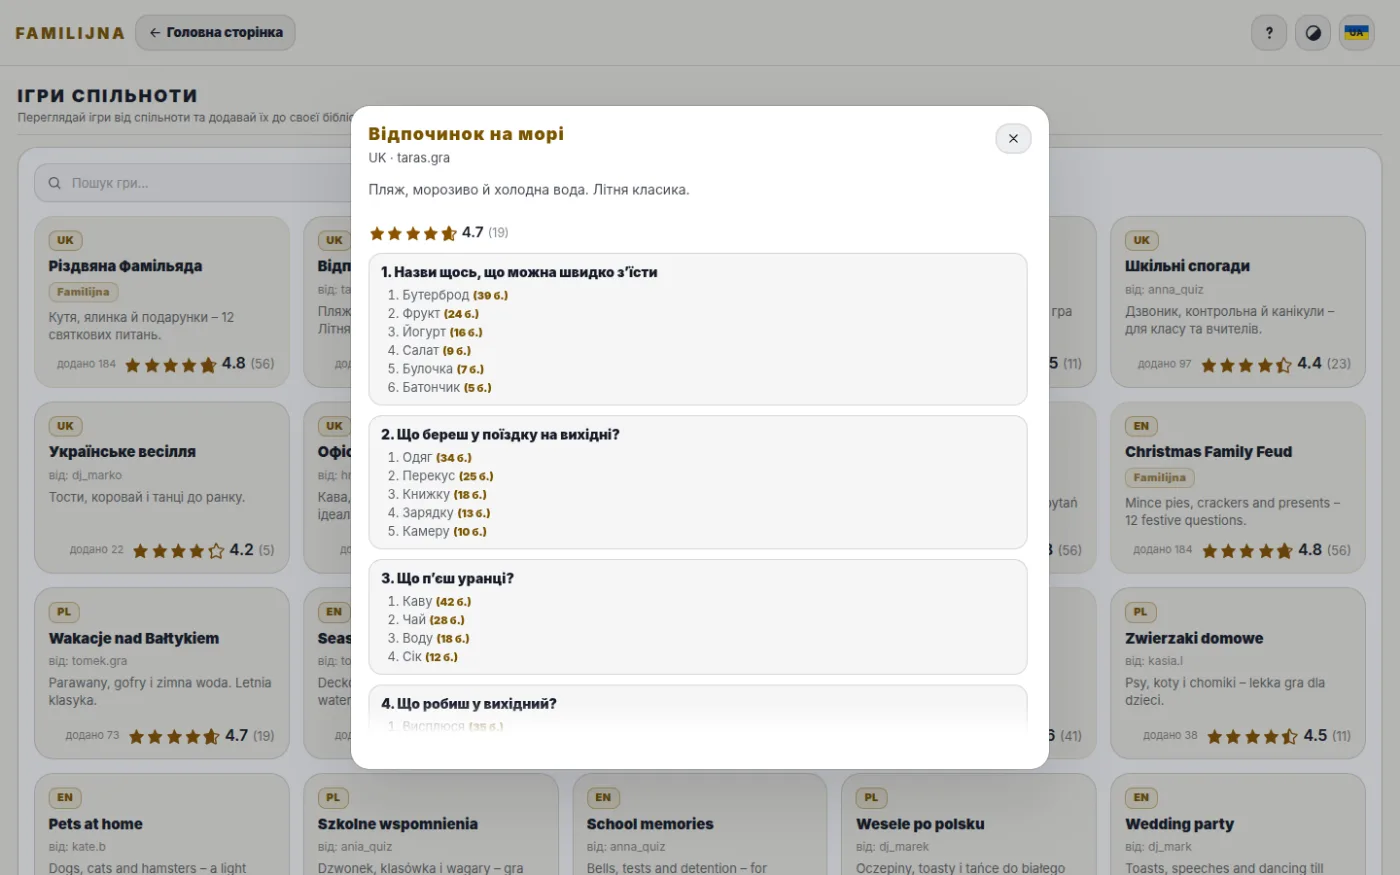 FAMILIJNA
← Головна сторінка
?
UA
ІГРИ СПІЛЬНОТИ
Переглядай ігри від спільноти та додавай їх до своєї
Пошук гри...
Відпочинок на морі
UK · taras.gra
Пляж, морозиво й холодна вода. Літня класика.
4.7 (19)
1. Назви щось, що можна швидко з’їсти
1. Бутерброд (39 б.)
2. Фрукт (24 б.)
3. Йогурт (16 б.)
4. Салат (9 б.)
5. Булочка (7 б.)
6. Батончик (5 б.)
2. Що береш у поїздку на вихідні?
1. Одяг (34 б.)
2. Перекус (25 б.)
3. Книжку (18 б.)
4. Зарядку (13 б.)
5. Камеру (10 б.)
3. Що п’єш уранці?
1. Каву (42 б.)
2. Чай (28 б.)
3. Воду (18 б.)
4. Сік (12 б.)
4. Що робиш у вихідний?
1. Висплюся (35 б.)
UK
Різдвяна Фамільяда
Familijna
Кутя, ялинка й подарунки – 12
святкових питань.
додано 184 4.8 (56)
UK
гра
(11)
UK
Шкільні спогади
від: anna_quiz
Дзвоник, контрольна й канікули –
для класу та вчителів.
додано 97 4.4 (23)
UK
Українське весілля
від: dj_marko
Тости, коровай і танці до ранку.
додано 22 4.2 (5)
UK
Кава,
(56)
EN
Christmas Family Feud
Familijna
Mince pies, crackers and presents –
12 festive questions.
додано 184 4.8 (56)
PL
Wakacje nad Bałtykiem
від: tomek.gra
Parawany, gofry i zimna woda. Letnia
klasyka.
додано 73 4.7 (19)
EN
(41)
PL
Zwierzaki domowe
від: kasia.l
Psy, koty i chomiki – lekka gra dla
dzieci.
додано 38 4.5 (11)
EN
Pets at home
від: kate.b
Dogs, cats and hamsters – a light
PL
Szkolne wspomnienia
від: ania_quiz
Dzwonek, klasówka i wagary – gra
EN
School memories
від: anna_quiz
Bells, tests and detention – for
PL
Wesele po polsku
від: dj_marek
Oczepiny, toasty i tańce do białego
EN
Wedding party
від: dj_mark
Toasts, speeches and dancing till